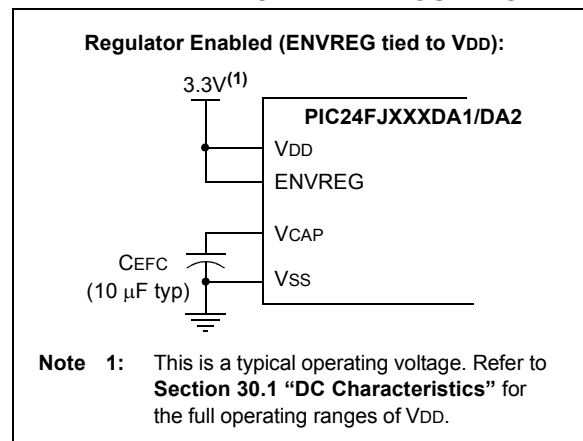 Regulator Enabled (ENVREG tied to VDD):
3.3V(1)
PIC24FJXXXDA1/DA2
VDD
ENVREG
VCAP
CEFC
(10 μF typ)
VSS
Note 1: This is a typical operating voltage. Refer to
Section 30.1 “DC Characteristics” for
the full operating ranges of VDD.